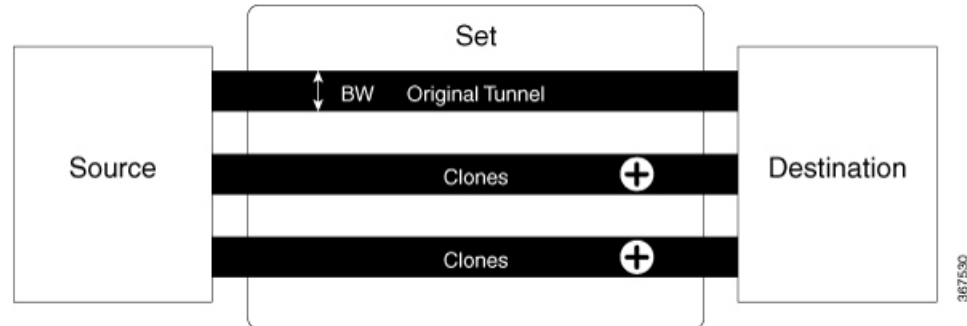 Set
BW Original Tunnel
Source
Clones
Destination
Clones
367530